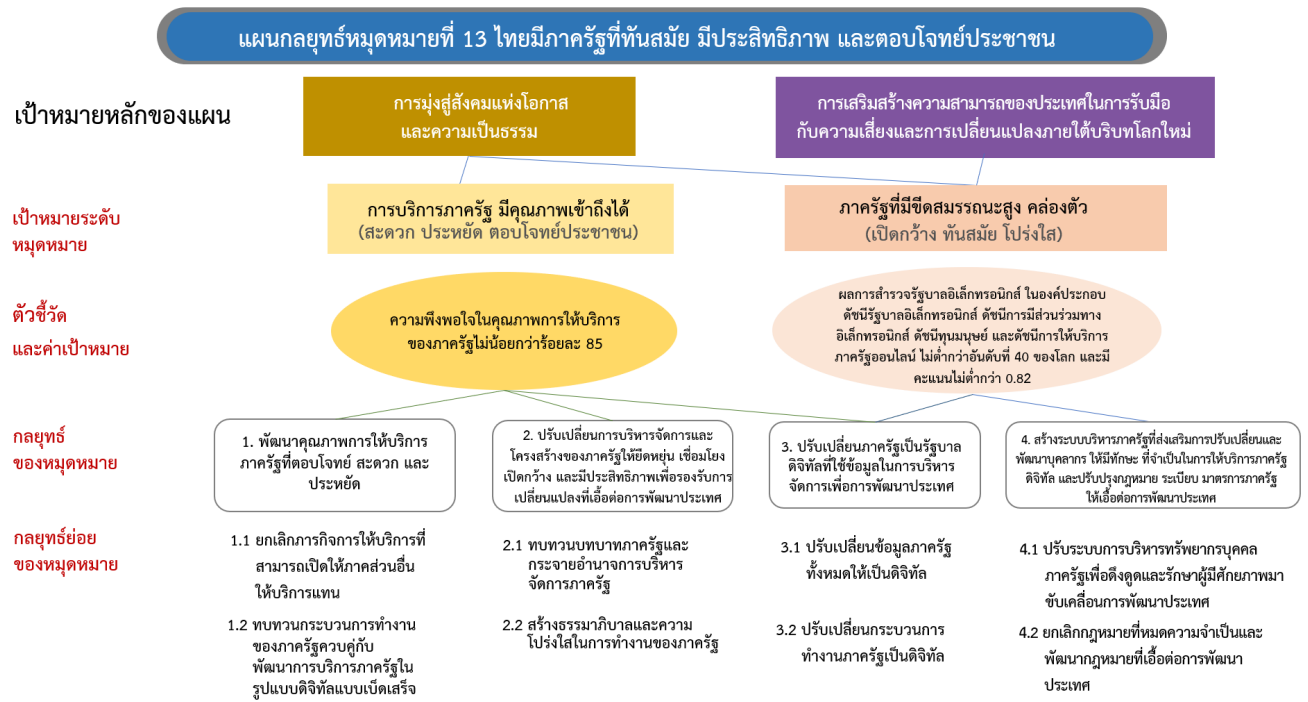 แผนกลยุทธ์หมุดหมายที่ 13 ไทยมีภาครัฐที่ทันสมัย มีประสิทธิภาพ และตอบโจทย์ประชาชน
เป้าหมายหลักของแผน
การมุ่งสู่สังคมแห่งโอกาส
และความเป็นธรรม
การเสริมสร้างความสามารถของประเทศในการรับมือ
กับความเสี่ยงและการเปลี่ยนแปลงภายใต้บริบทโลกใหม่
เป้าหมายระดับ
หมุดหมาย
การบริการภาครัฐ มีคุณภาพเข้าถึงได้
(สะดวก ประหยัด ตอบโจทย์ประชาชน)
ภาครัฐที่มีขีดสมรรถนะสูง คล่องตัว
(เปิดกว้าง ทันสมัย โปร่งใส)
ตัวชี้วัด
และค่าเป้าหมาย
ความพึงพอใจในคุณภาพการให้บริการ
ของภาครัฐไม่น้อยกว่าร้อยละ 85
ผลการสำรวจรัฐบาลอิเล็กทรอนิกส์ ในองค์ประกอบ
ดัชนีรัฐบาลอิเล็กทรอนิกส์ ดัชนีการมีส่วนร่วมทาง
อิเล็กทรอนิกส์ ดัชนีทุนมนุษย์ และดัชนีการให้บริการ
ภาครัฐออนไลน์ ไม่ต่ำกว่าอันดับที่ 40 ของโลก และมี
คะแนนไม่ต่ำกว่า 0.82
กลยุทธ์
ของหมุดหมาย
1. พัฒนาคุณภาพการให้บริการ
ภาครัฐที่ตอบโจทย์ สะดวก และ
ประหยัด
2. ปรับเปลี่ยนการบริหารจัดการและ
โครงสร้างของภาครัฐให้ยืดหยุ่น เชื่อมโยง
เปิดกว้าง และมีประสิทธิภาพเพื่อรองรับการ
เปลี่ยนแปลงที่เอื้อต่อการพัฒนาประเทศ
3. ปรับเปลี่ยนภาครัฐเป็นรัฐบาล
ดิจิทัลที่ใช้ข้อมูลในการบริหาร
จัดการเพื่อการพัฒนาประเทศ
4. สร้างระบบบริหารภาครัฐที่ส่งเสริมการปรับเปลี่ยนและ
พัฒนาบุคลากร ให้มีทักษะ ที่จำเป็นในการให้บริการภาครัฐ
ดิจิทัล และปรับปรุงกฎหมาย ระเบียบ มาตรการภาครัฐ
ให้เอื้อต่อการพัฒนาประเทศ
กลยุทธ์ย่อย
ของหมุดหมาย
1.1 ยกเลิกภารกิจการให้บริการที่
สามารถเปิดให้ภาคส่วนอื่น
ให้บริการแทน
1.2 ทบทวนกระบวนการทำงาน
ของภาครัฐควบคู่กับ
พัฒนาการบริการภาครัฐใน
รูปแบบดิจิทัลแบบเบ็ดเสร็จ
2.1 ทบทวนบทบาทภาครัฐและ
กระจายอำนาจการบริหาร
จัดการภาครัฐ
2.2 สร้างธรรมาภิบาลและความ
โปร่งใสในการทำงานของภาครัฐ
3.1 ปรับเปลี่ยนข้อมูลภาครัฐ
ทั้งหมดให้เป็นดิจิทัล
3.2 ปรับเปลี่ยนกระบวนการ
ทำงานภาครัฐเป็นดิจิทัล
4.1 ปรับระบบการบริหารทรัพยากรบุคคล
ภาครัฐเพื่อดึงดูดและรักษาผู้มีศักยภาพมา
ขับเคลื่อนการพัฒนาประเทศ
4.2 ยกเลิกกฎหมายที่หมดความจำเป็นและ
พัฒนากฎหมายที่เอื้อต่อการพัฒนา
ประเทศ